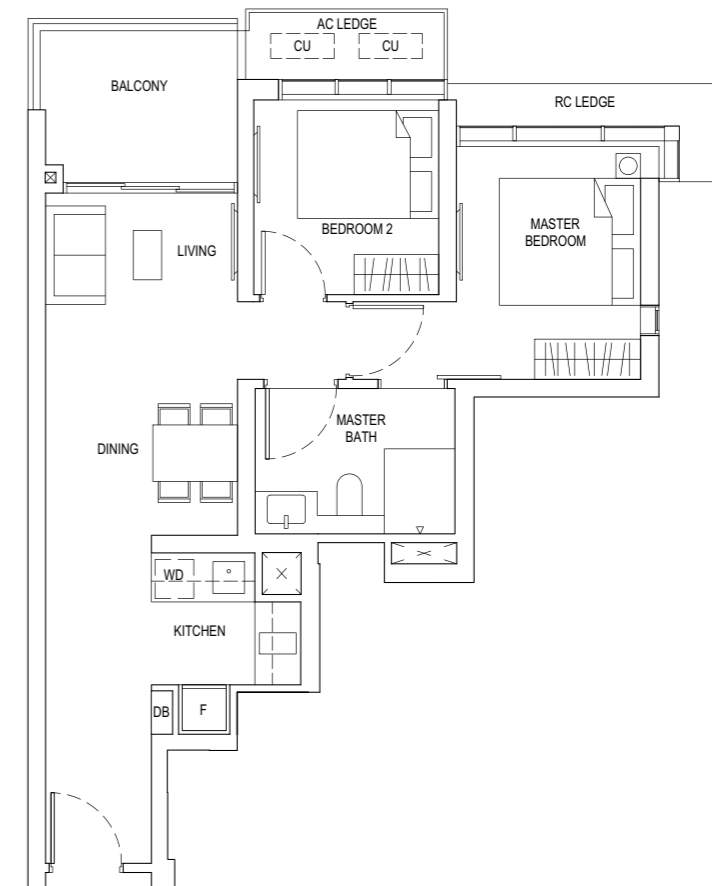 AC LEDGE
CU
CU
BALCONY
RC LEDGE
BEDROOM 2
MASTER
BEDROOM
LIVING
MASTER
BATH
DINING
WD
KITCHEN
DB
F